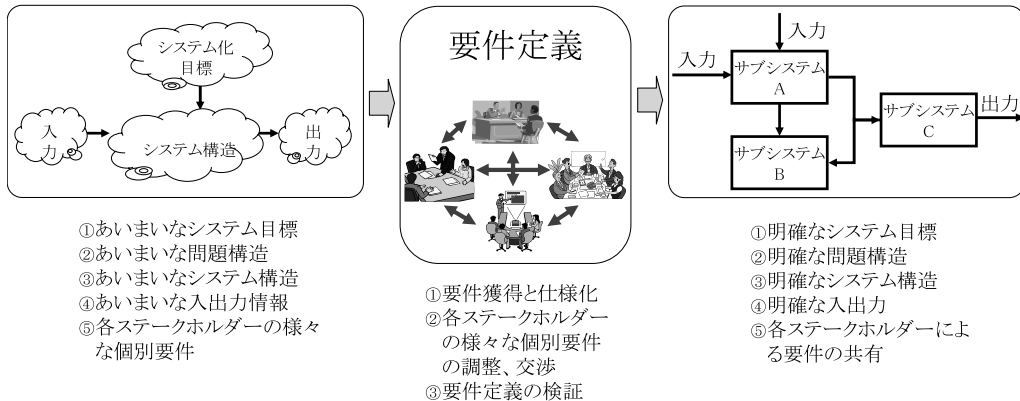 システム化
目標
入
力
システム構造
出
力
①あいまいなシステム目標
②あいまいな問題構造
③あいまいなシステム構造
④あいまいな入出力情報
⑤各ステークホルダーの様々
な個別要件
要件定義
①要件獲得と仕様化
②各ステークホルダー
の様々な個別要件
の調整、交渉
③要件定義の検証
入力
入力
サブシステム
A
サブシステム
B
サブシステム
C
出力
①明確なシステム目標
②明確な問題構造
③明確なシステム構造
④明確な入出力
⑤各ステークホルダーによ
る要件の共有